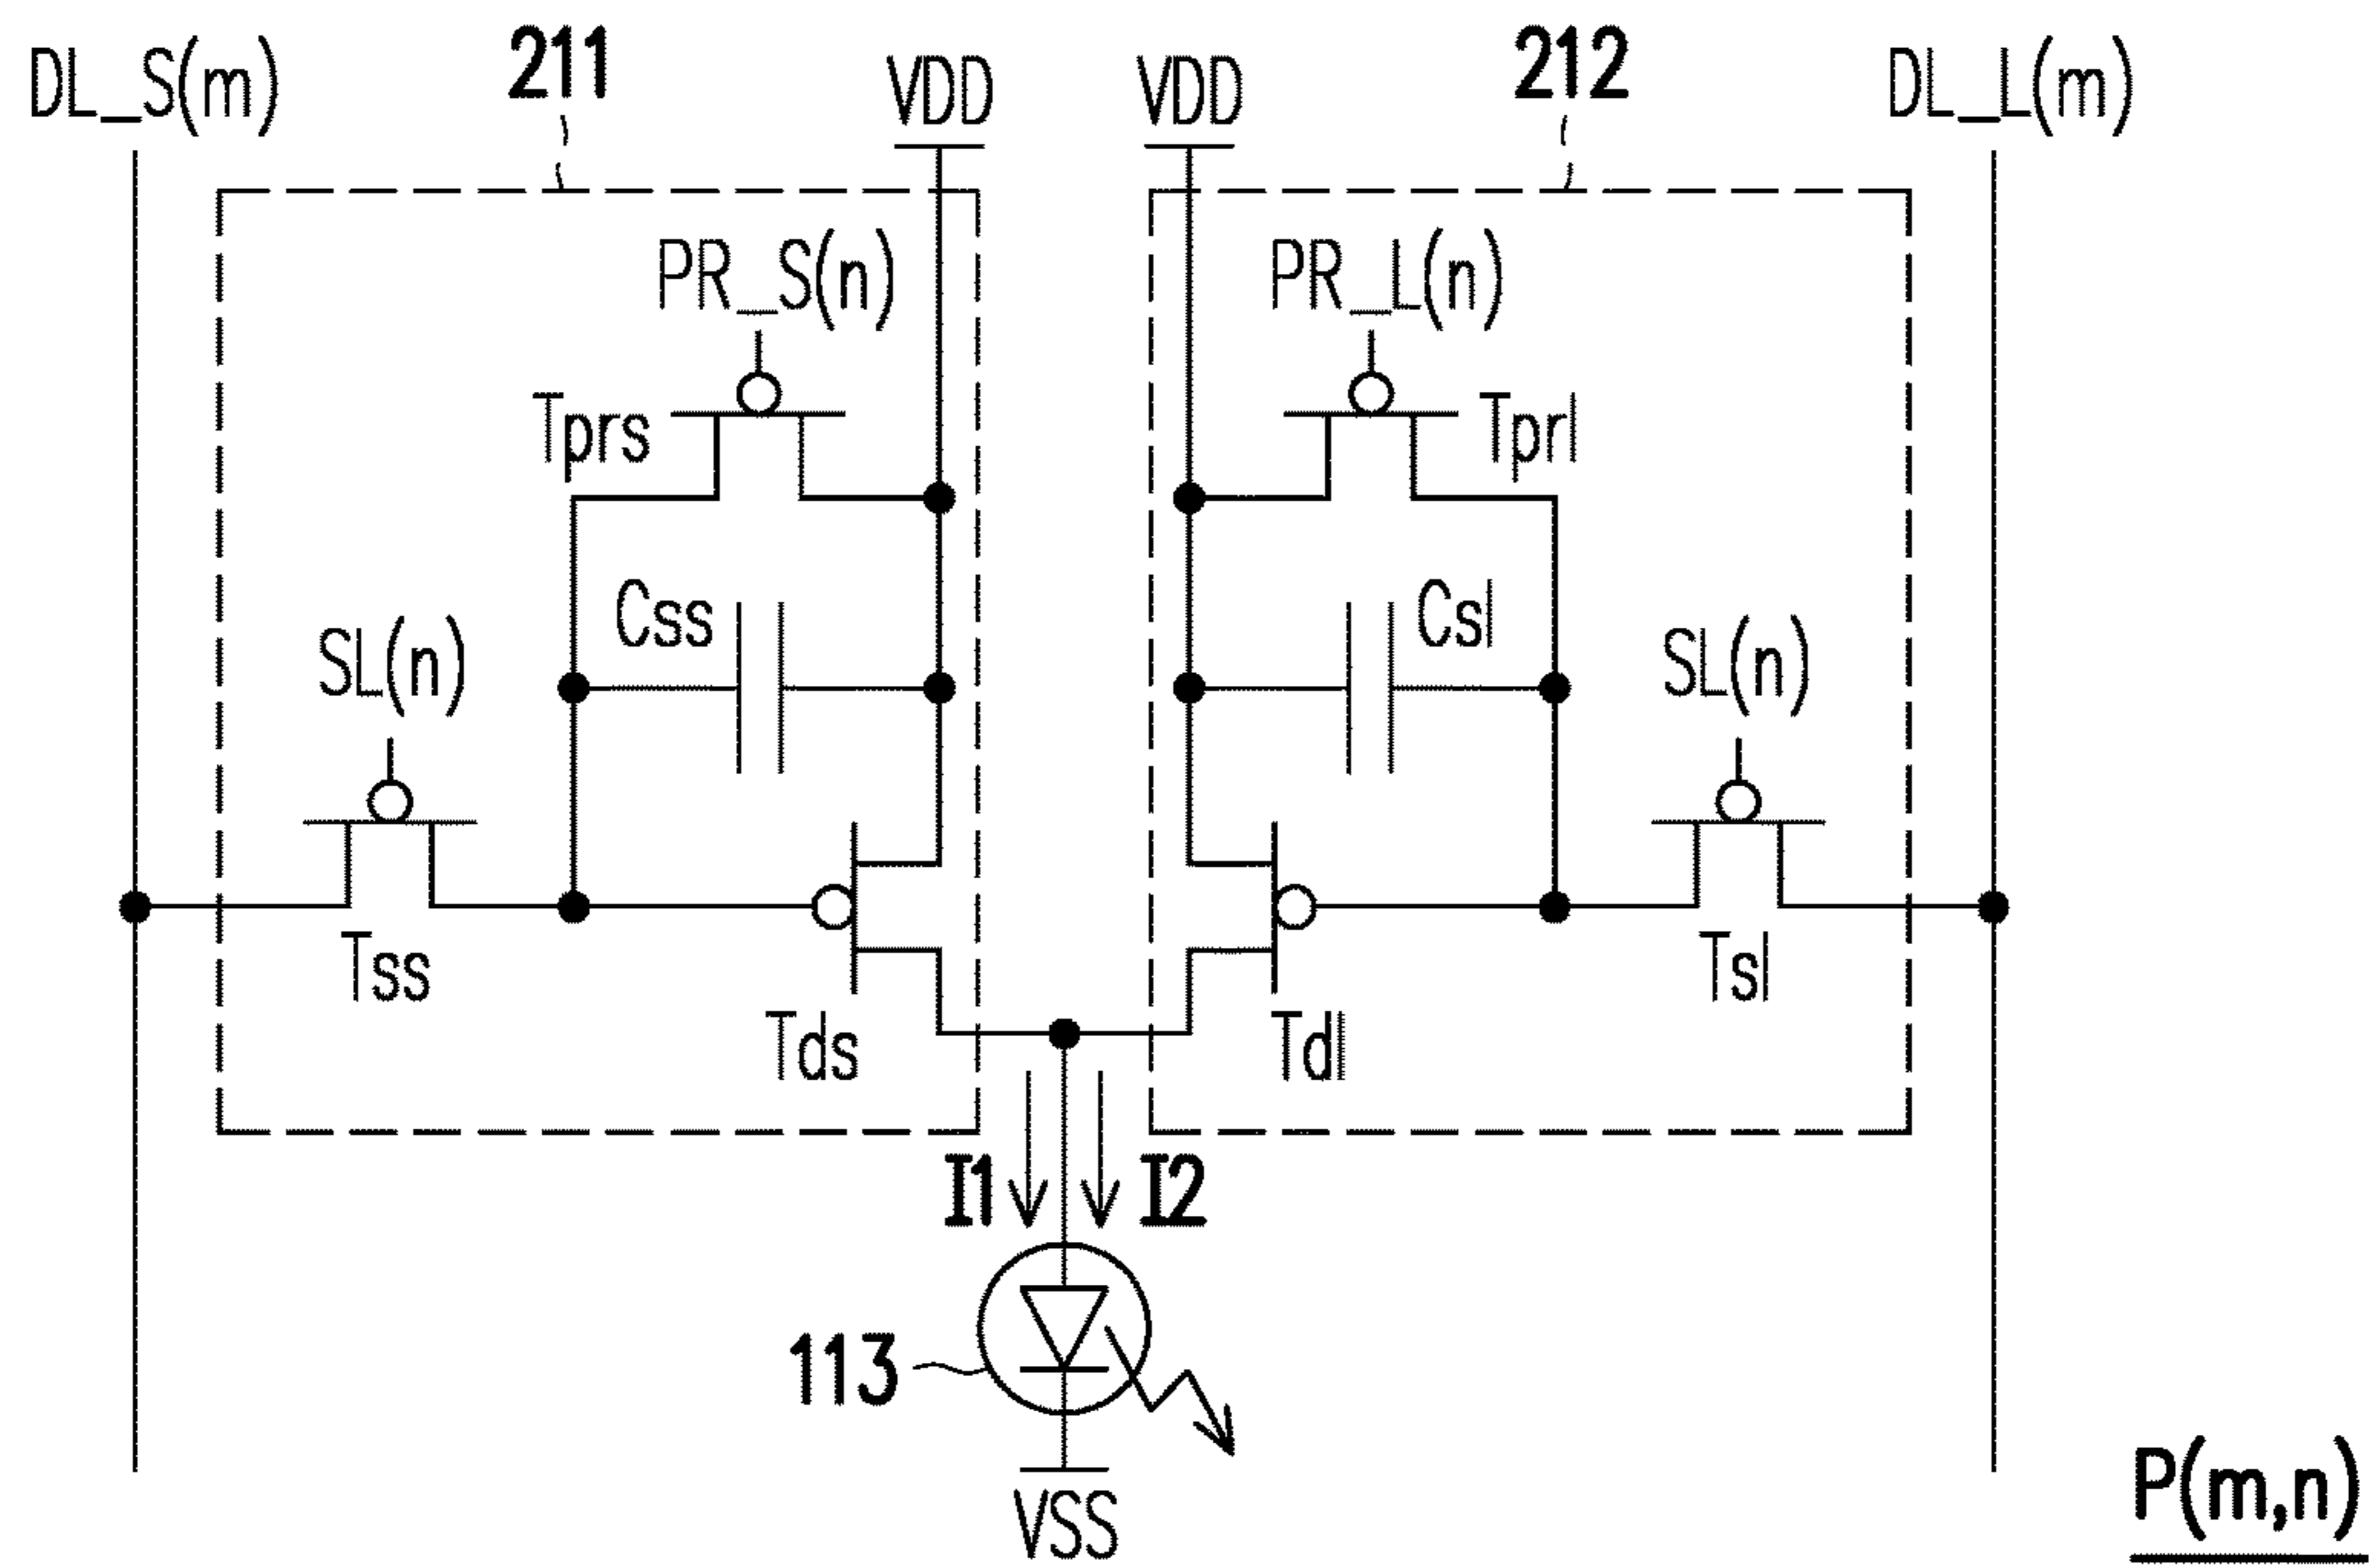 DL_S(m)
211
VDD
VDD
212
DL_L(m)
PR_S(n)
PR_L(n)
Tprs
Tprl
Css
Csl
SL(n)
SL(n)
Tss
Tsl
Tds
Tdl
I1
I2
113
VSS
P(m,n)